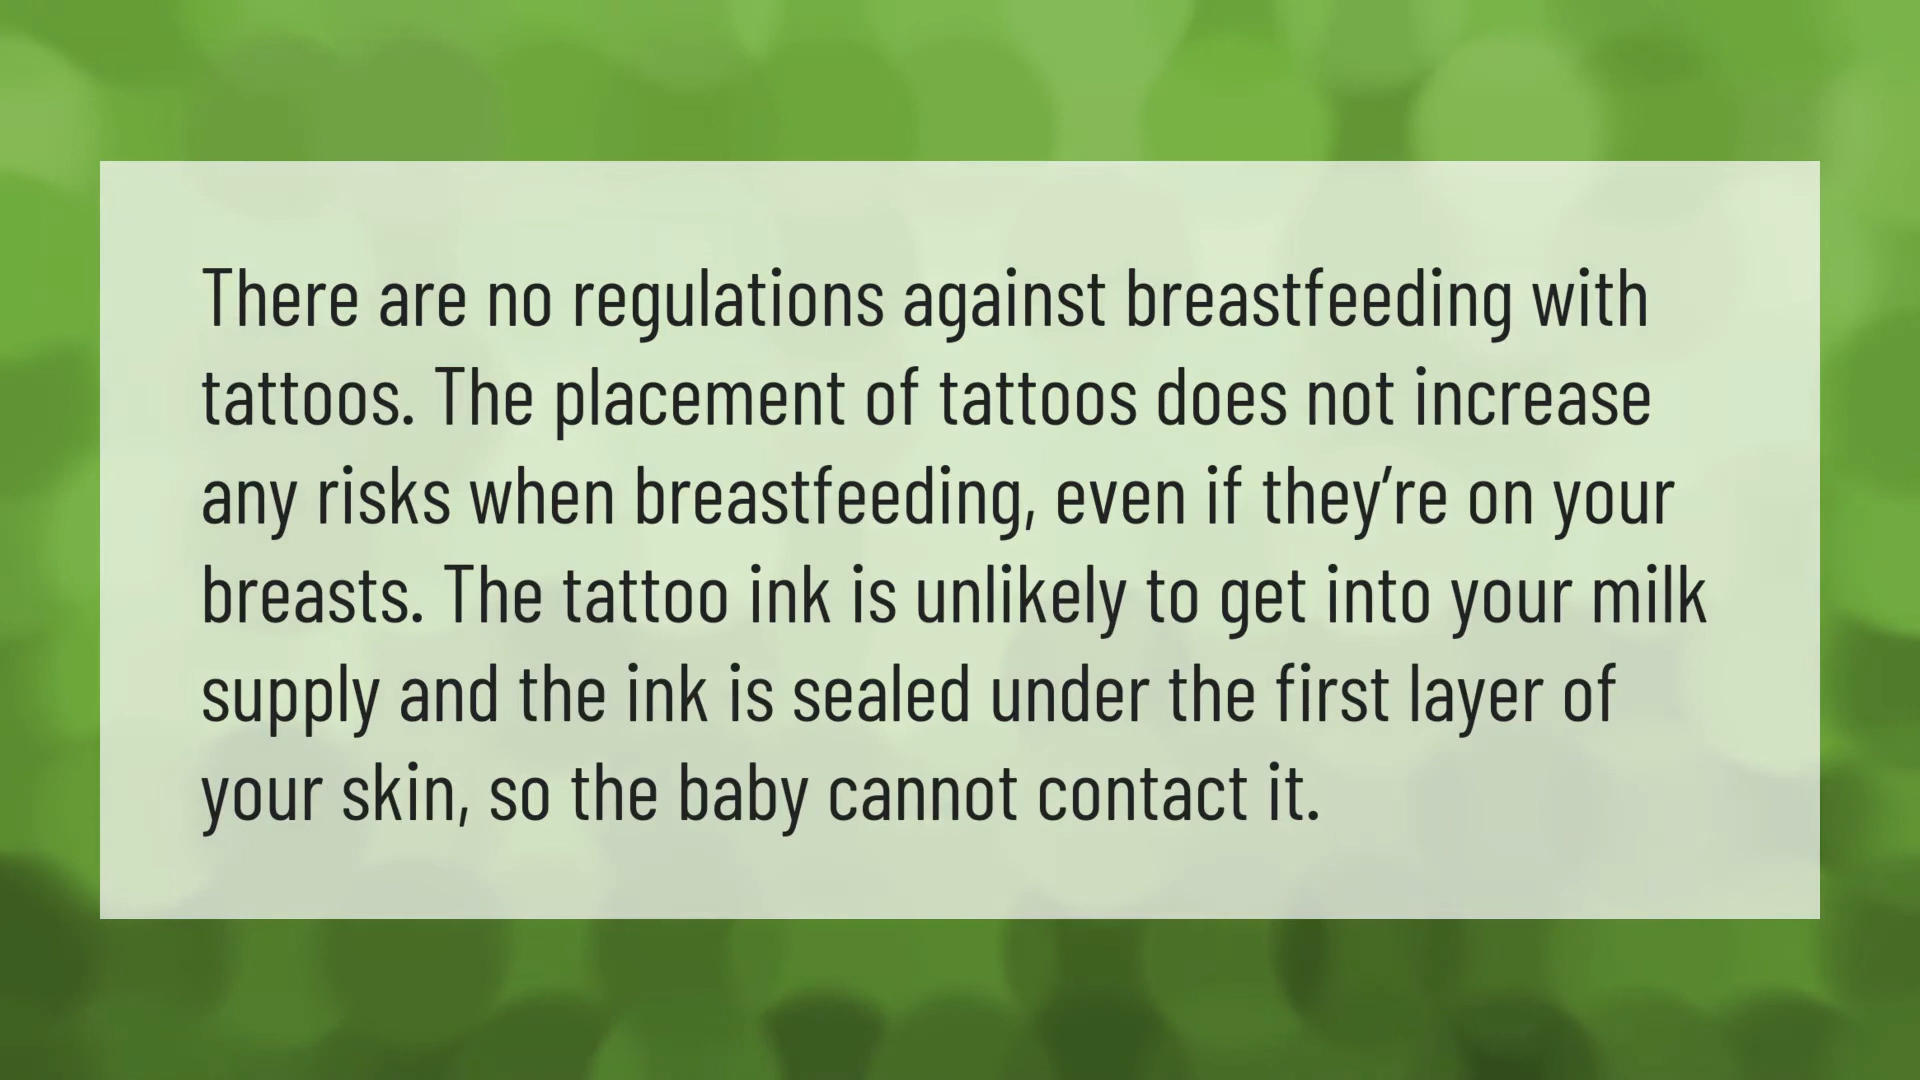 There are no regulations against breastfeeding with
tattoos. The placement of tattoos does not increase
any risks when breastfeeding, even if they’re on your
breasts. The tattoo ink is unlikely to get into your milk
supply and the ink is sealed under the first layer of
your skin, so the baby cannot contact it.